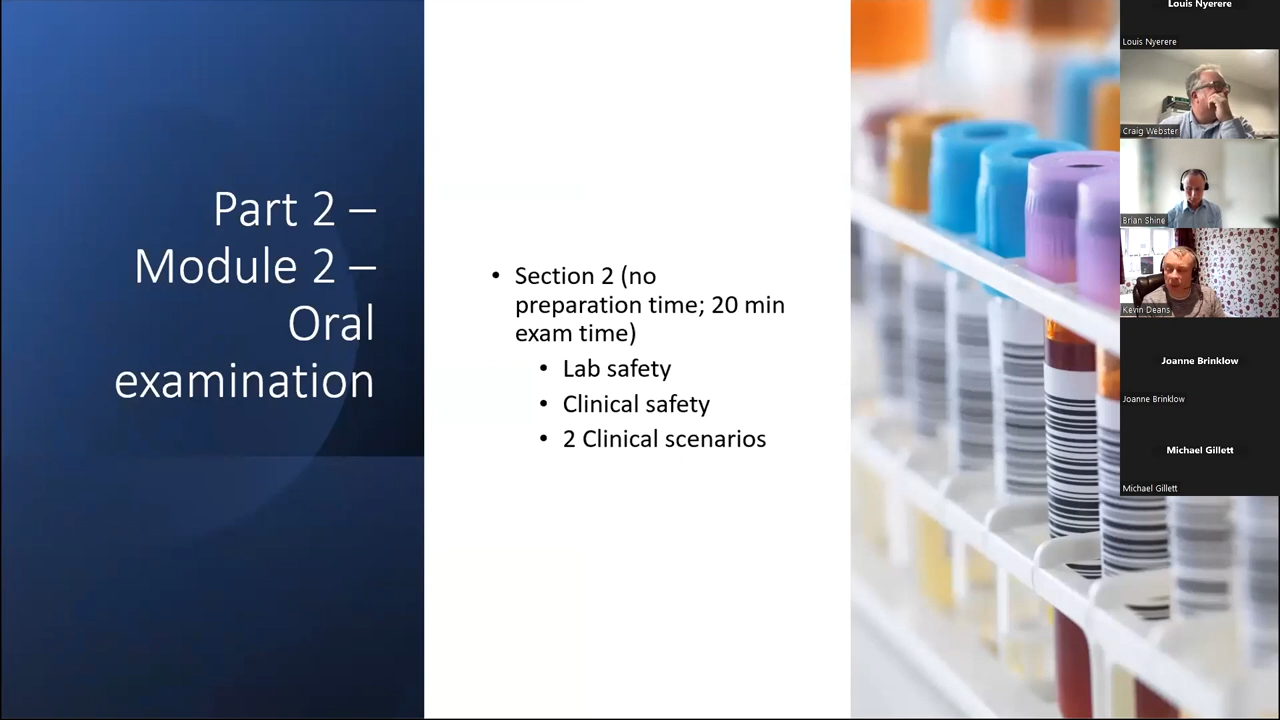 Part 2 –
Module 2 –
Oral
examination
• Section 2 (no
preparation time; 20 min
exam time)
• Lab safety
• Clinical safety
• 2 Clinical scenarios
Louis Nyerere
Louis Nyerere
Craig Webster
Brian Shine
Kevin Deans
Joanne Brinklow
Joanne Brinklow
Michael Gillett
Michael Gillett